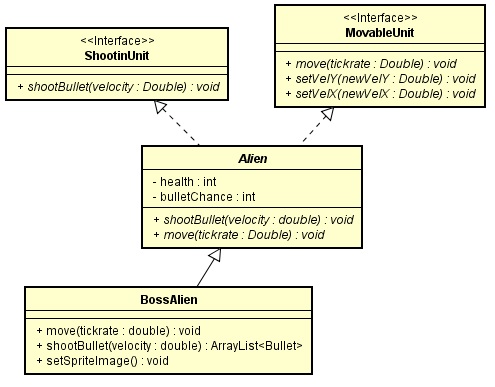 <<Interface>>
ShootinUnit
+ shootBullet(velocity : Double) : void
<<Interface>>
MovableUnit
+ move(tickrate : Double) : void
+ setVelY(newVelY : Double) : void
+ setVelX(newVelX : Double) : void
Alien
- health : int
- bulletChance : int
+ shootBullet(velocity : double) : void
+ move(tickrate : Double) : void
BossAlien
+ move(tickrate : double) : void
+ shootBullet(velocity : double) : ArrayList<Bullet>
+ setSpriteImage() : void